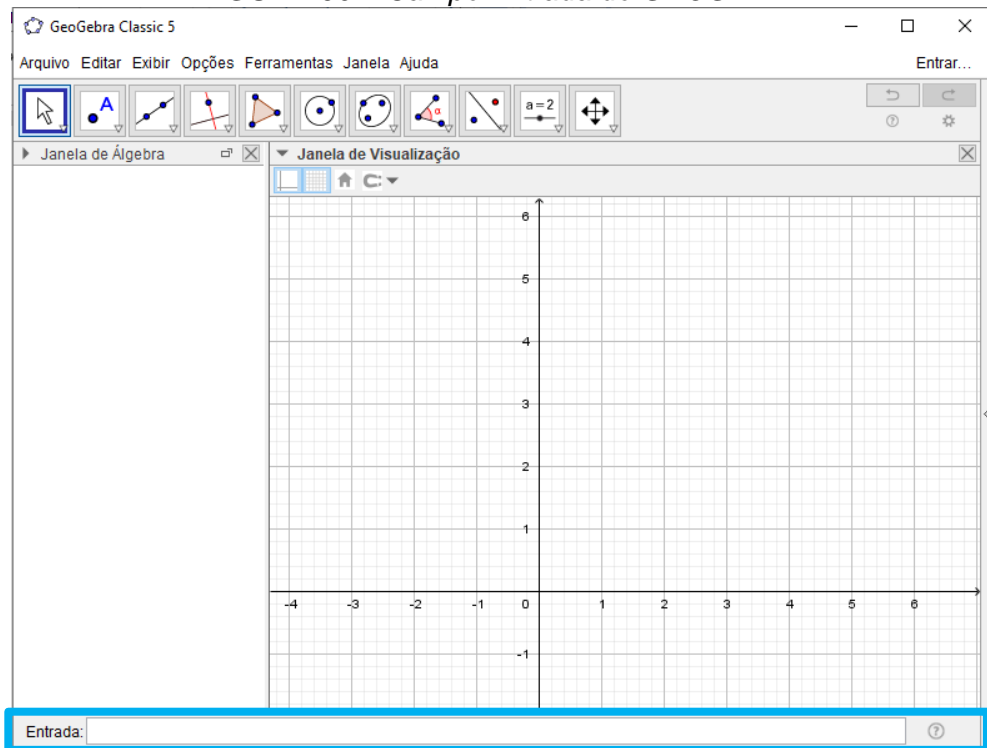 GeoGebra Classic 5
Arquivo Editar Exibir Opções Ferramentas Janela Ajuda Entrar...
A α a = 2
Janela de Álgebra
Janela de Visualização
6
5
4
3
2
1
-4 -3 -2 -1 0 1 2 3 4 5 6
-1
Entrada: